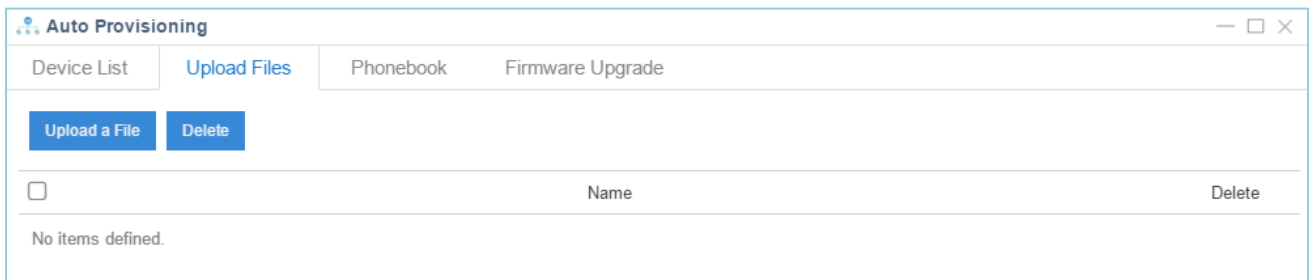 Auto Provisioning
Device List Upload Files Phonebook Firmware Upgrade
Upload a File Delete
Name Delete
No items defined.